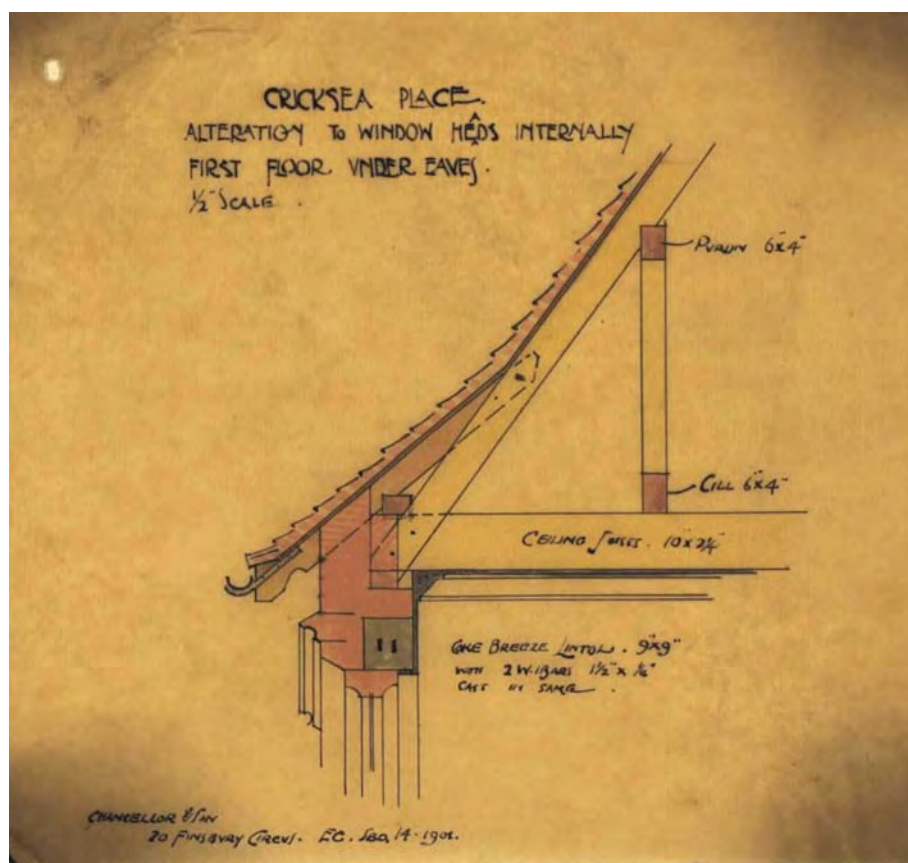 CRICKSEA PLACE.
ALTERATION TO WINDOW HEADS INTERNALLY
FIRST FLOOR UNDER EAVES.
½" SCALE.
PURLIN 6"x4"
CILL 6"x4"
CEILING JOISTS. 10"x2¼"
COKE BREEZE LINTOL. 9"x9"
WITH 2 W.I BARS 1½" x ¼"
CAST IN SAME.
CHANCELLOR & SON
20 FINSBURY CIRCUS. E.C. SEP. 14 - 1901.